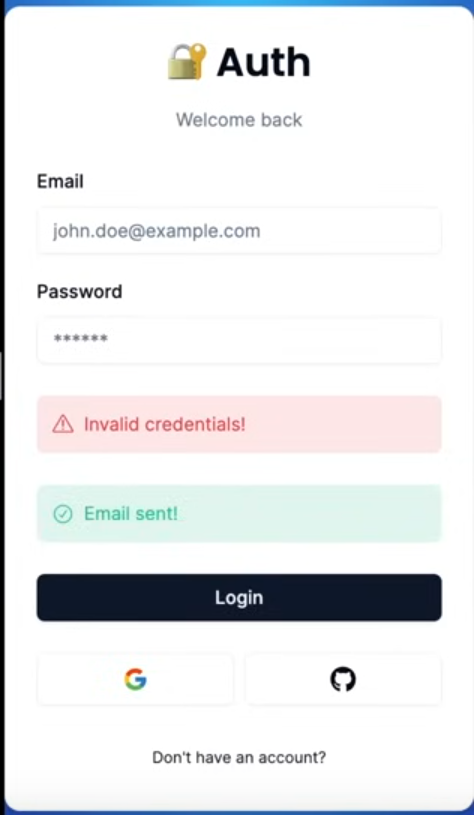 Auth
Welcome back
Email
john.doe@example.com
Password
******
Invalid credentials!
Email sent!
Login
Don't have an account?